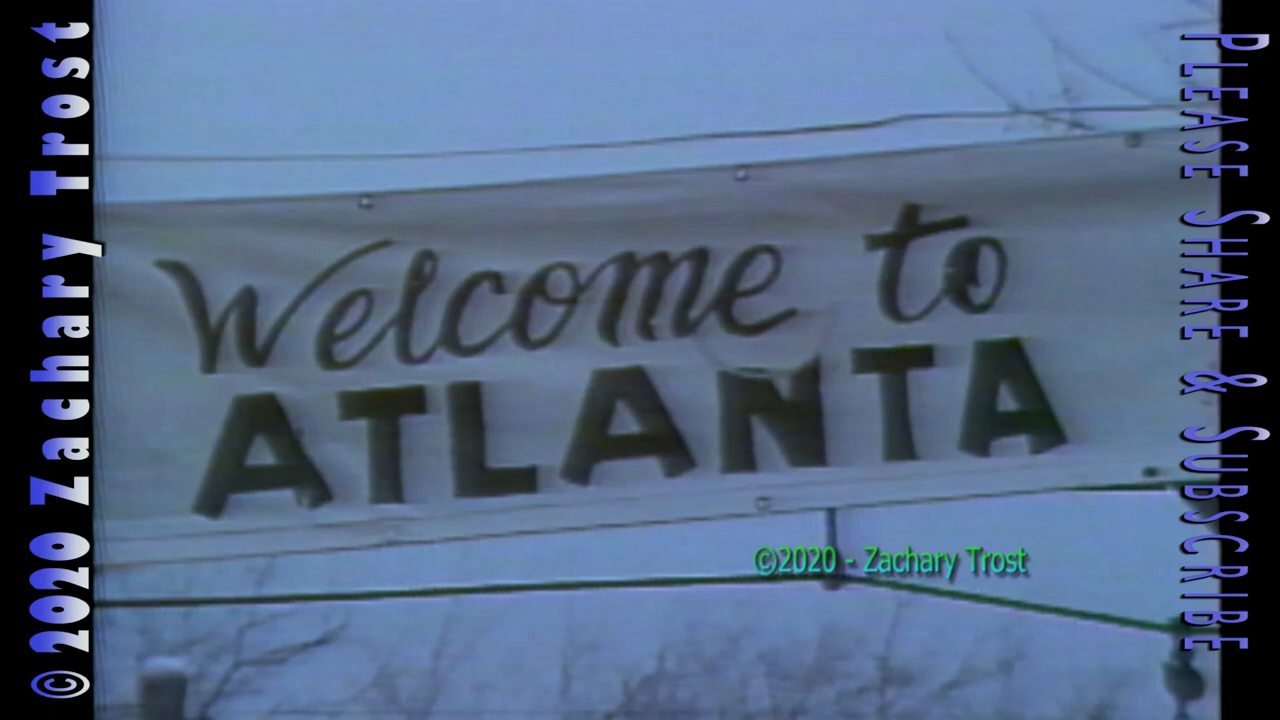 ©2020 Zachary Trost
Welcome to
ATLANTA
©2020 - Zachary Trost
PLEASE SHARE & SUBSCRIBE